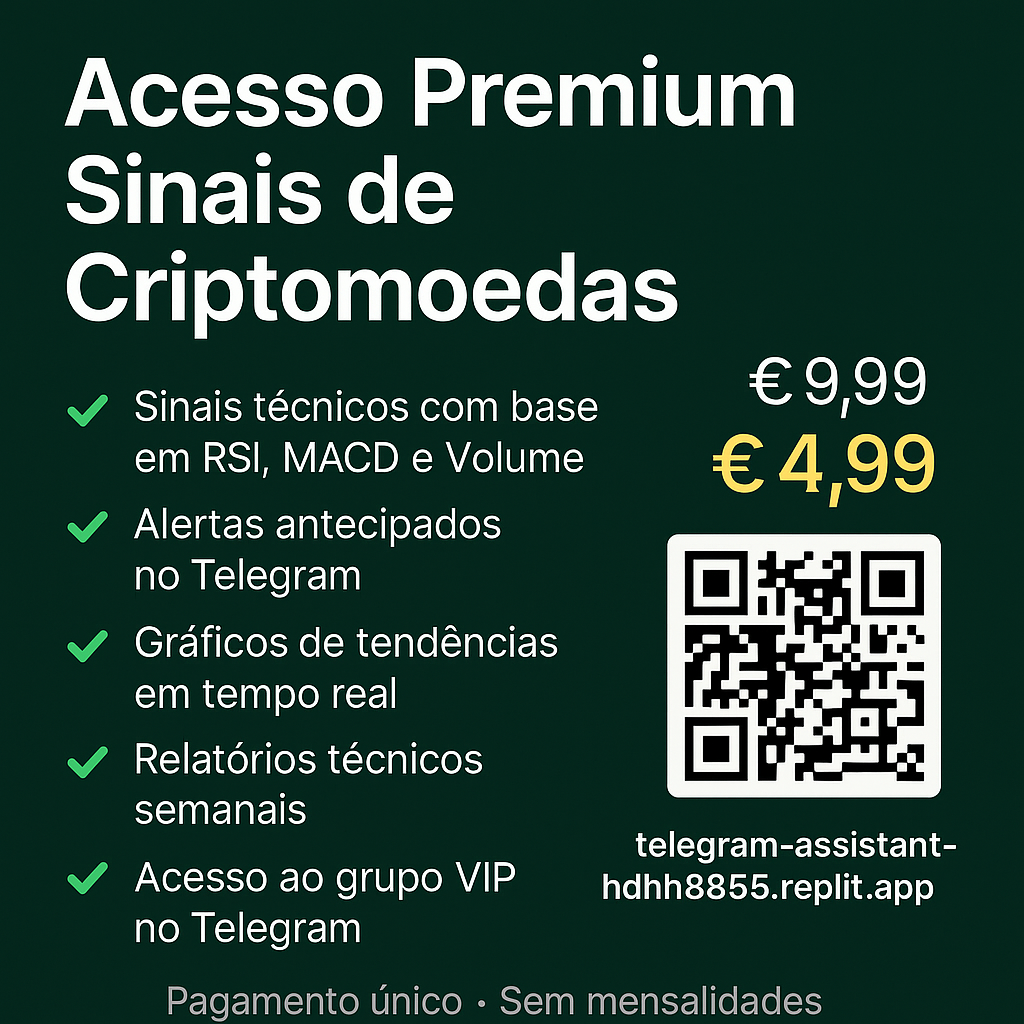 Acesso Premium
Sinais de
Criptomoedas
Sinais técnicos com base
em RSI, MACD e Volume
Alertas antecipados
no Telegram
Gráficos de tendências
em tempo real
Relatórios técnicos
semanais
Acesso ao grupo VIP
no Telegram
€ 9,99
€ 4,99
telegram-assistant-
hdhh8855.replit.app
Pagamento único • Sem mensalidades